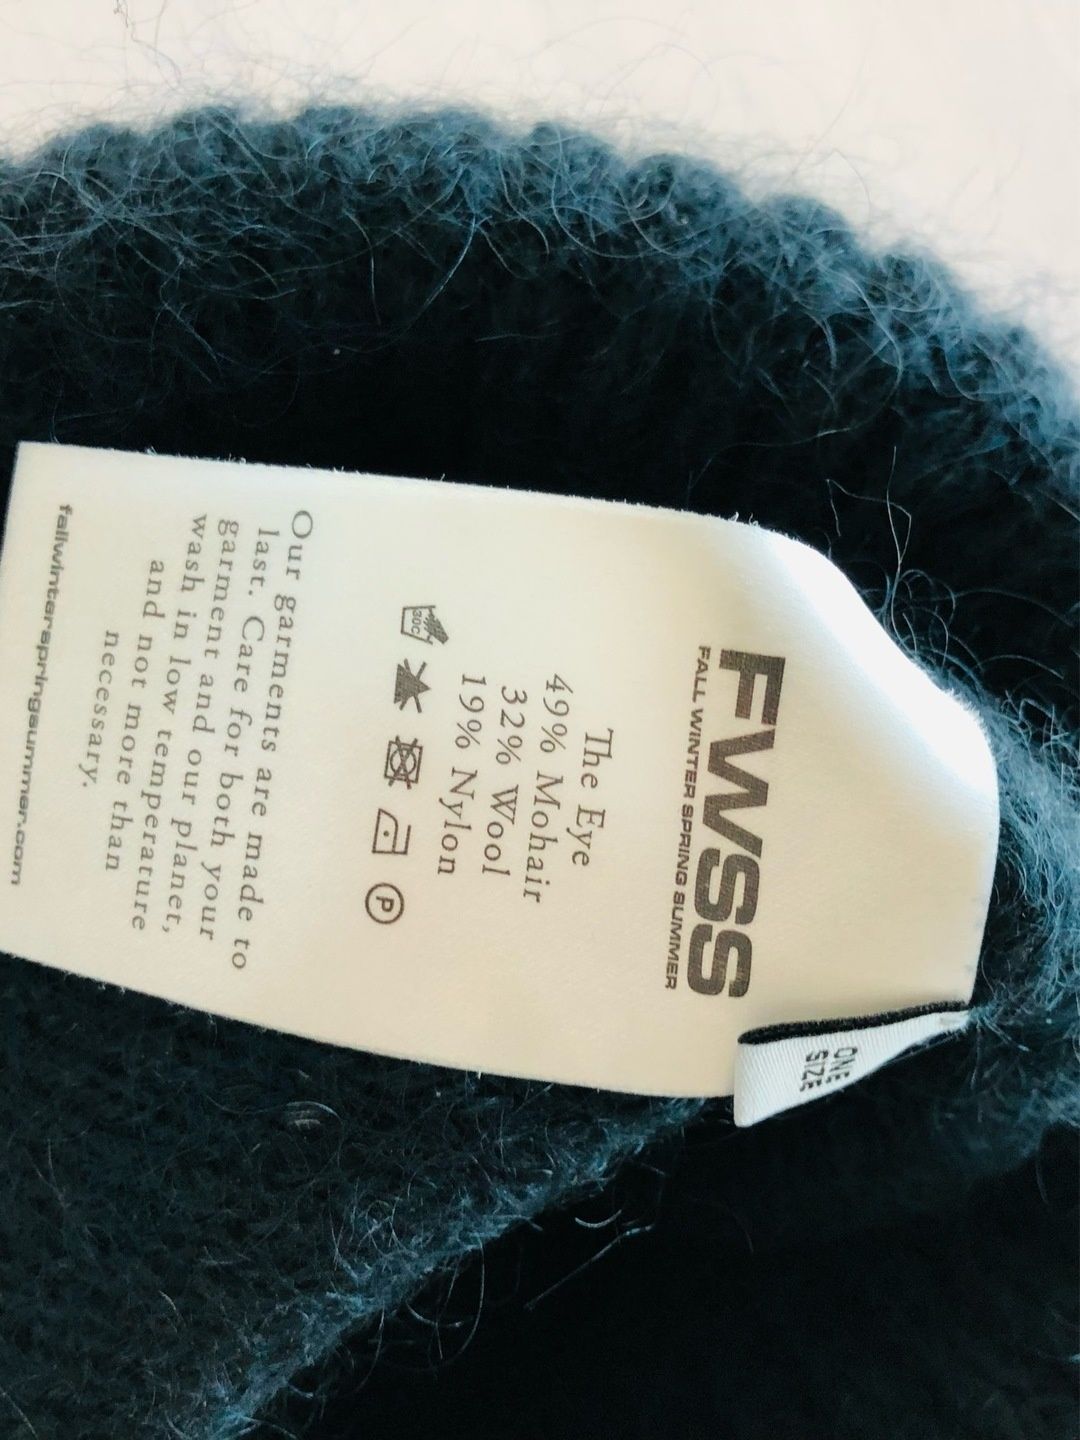 FWSS
FALL WINTER SPRING SUMMER
The Eye
49% Mohair
32% Wool
19% Nylon
30C
P
Our garments are made to
last. Care for both your
garment and our planet,
wash in low temperature
and not more than
necessary.
fallwinterspringsummer.com
ONE
SIZE